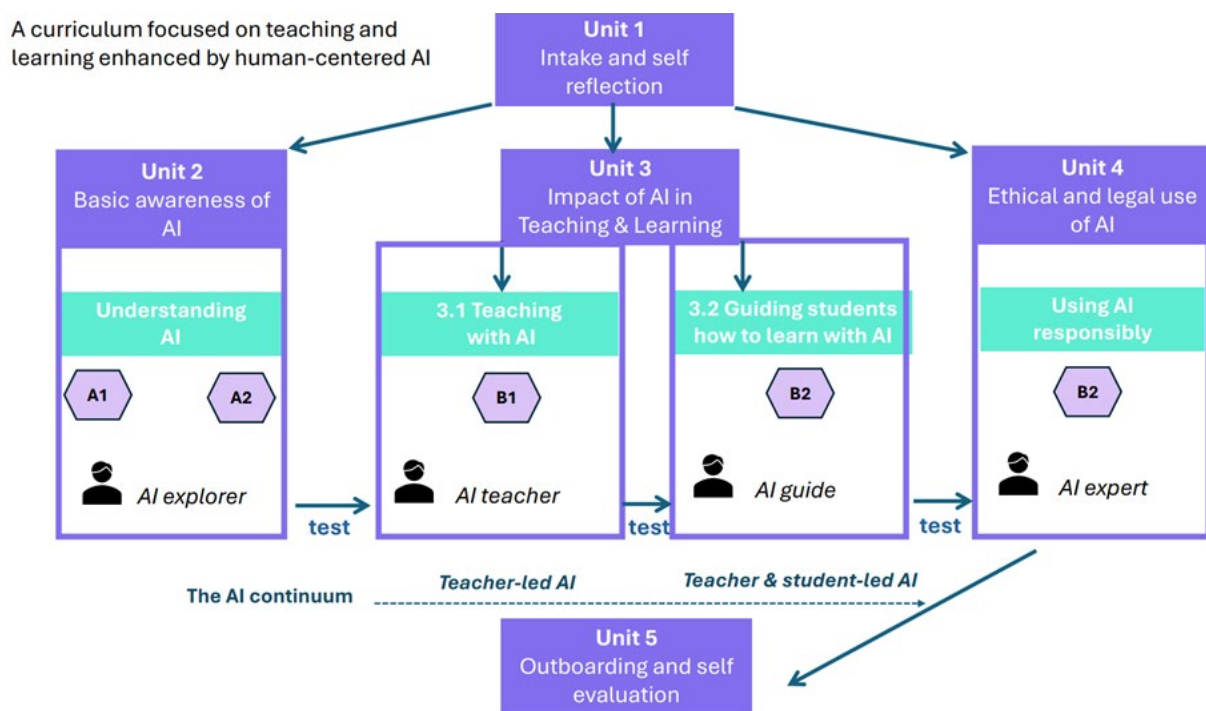 A curriculum focused on teaching and
learning enhanced by human-centered AI
Unit 1
Intake and self
reflection
Unit 2
Basic awareness of
AI
Unit 3
Impact of AI in
Teaching & Learning
Unit 4
Ethical and legal use
of AI
Understanding
AI
3.1 Teaching
with AI
3.2 Guiding students
how to learn with AI
Using AI
responsibly
A1
A2
B1
B2
B2
AI explorer
AI teacher
AI guide
AI expert
test
test
test
The AI continuum
Teacher-led AI
Teacher & student-led AI
Unit 5
Outboarding and self
evaluation